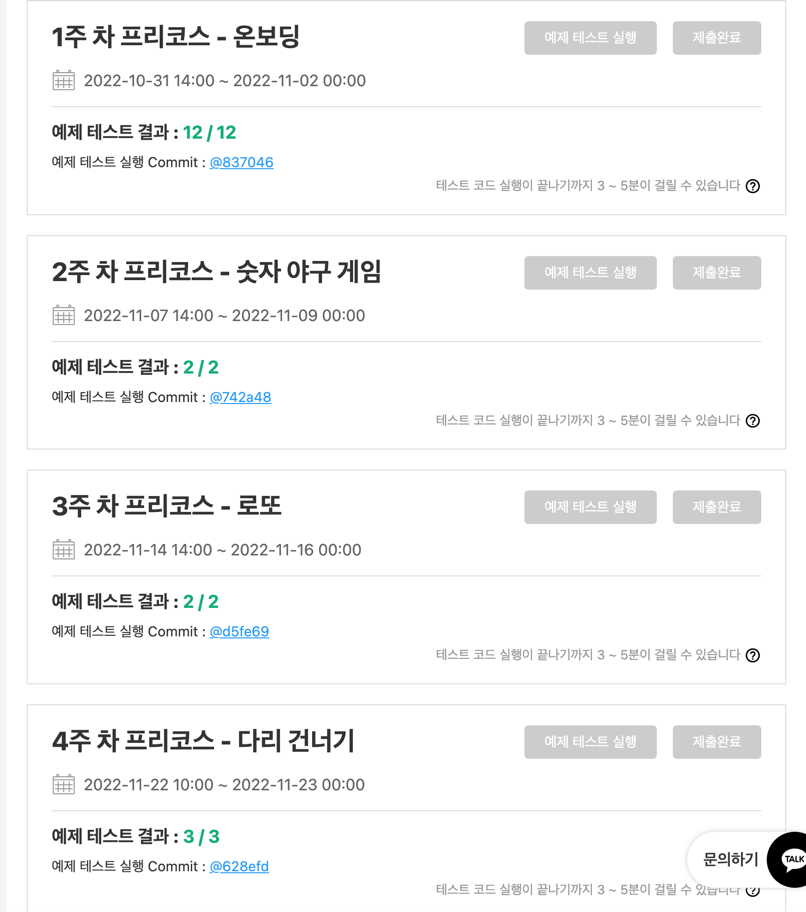 1주 차 프리코스 - 온보딩
예제 테스트 실행
제출완료
2022-10-31 14:00 ~ 2022-11-02 00:00
예제 테스트 결과 : 12 / 12
예제 테스트 실행 Commit : @837046
테스트 코드 실행이 끝나기까지 3 ~ 5분이 걸릴 수 있습니다 ?
2주 차 프리코스 - 숫자 야구 게임
예제 테스트 실행
제출완료
2022-11-07 14:00 ~ 2022-11-09 00:00
예제 테스트 결과 : 2 / 2
예제 테스트 실행 Commit : @742a48
테스트 코드 실행이 끝나기까지 3 ~ 5분이 걸릴 수 있습니다 ?
3주 차 프리코스 - 로또
예제 테스트 실행
제출완료
2022-11-14 14:00 ~ 2022-11-16 00:00
예제 테스트 결과 : 2 / 2
예제 테스트 실행 Commit : @d5fe69
테스트 코드 실행이 끝나기까지 3 ~ 5분이 걸릴 수 있습니다 ?
4주 차 프리코스 - 다리 건너기
예제 테스트 실행
제출완료
2022-11-22 10:00 ~ 2022-11-23 00:00
예제 테스트 결과 : 3 / 3
예제 테스트 실행 Commit : @628efd
문의하기
TALK
테스트 코드 실행이 끝나기까지 3 ~ 5분이 걸릴 수 있습니다 ?